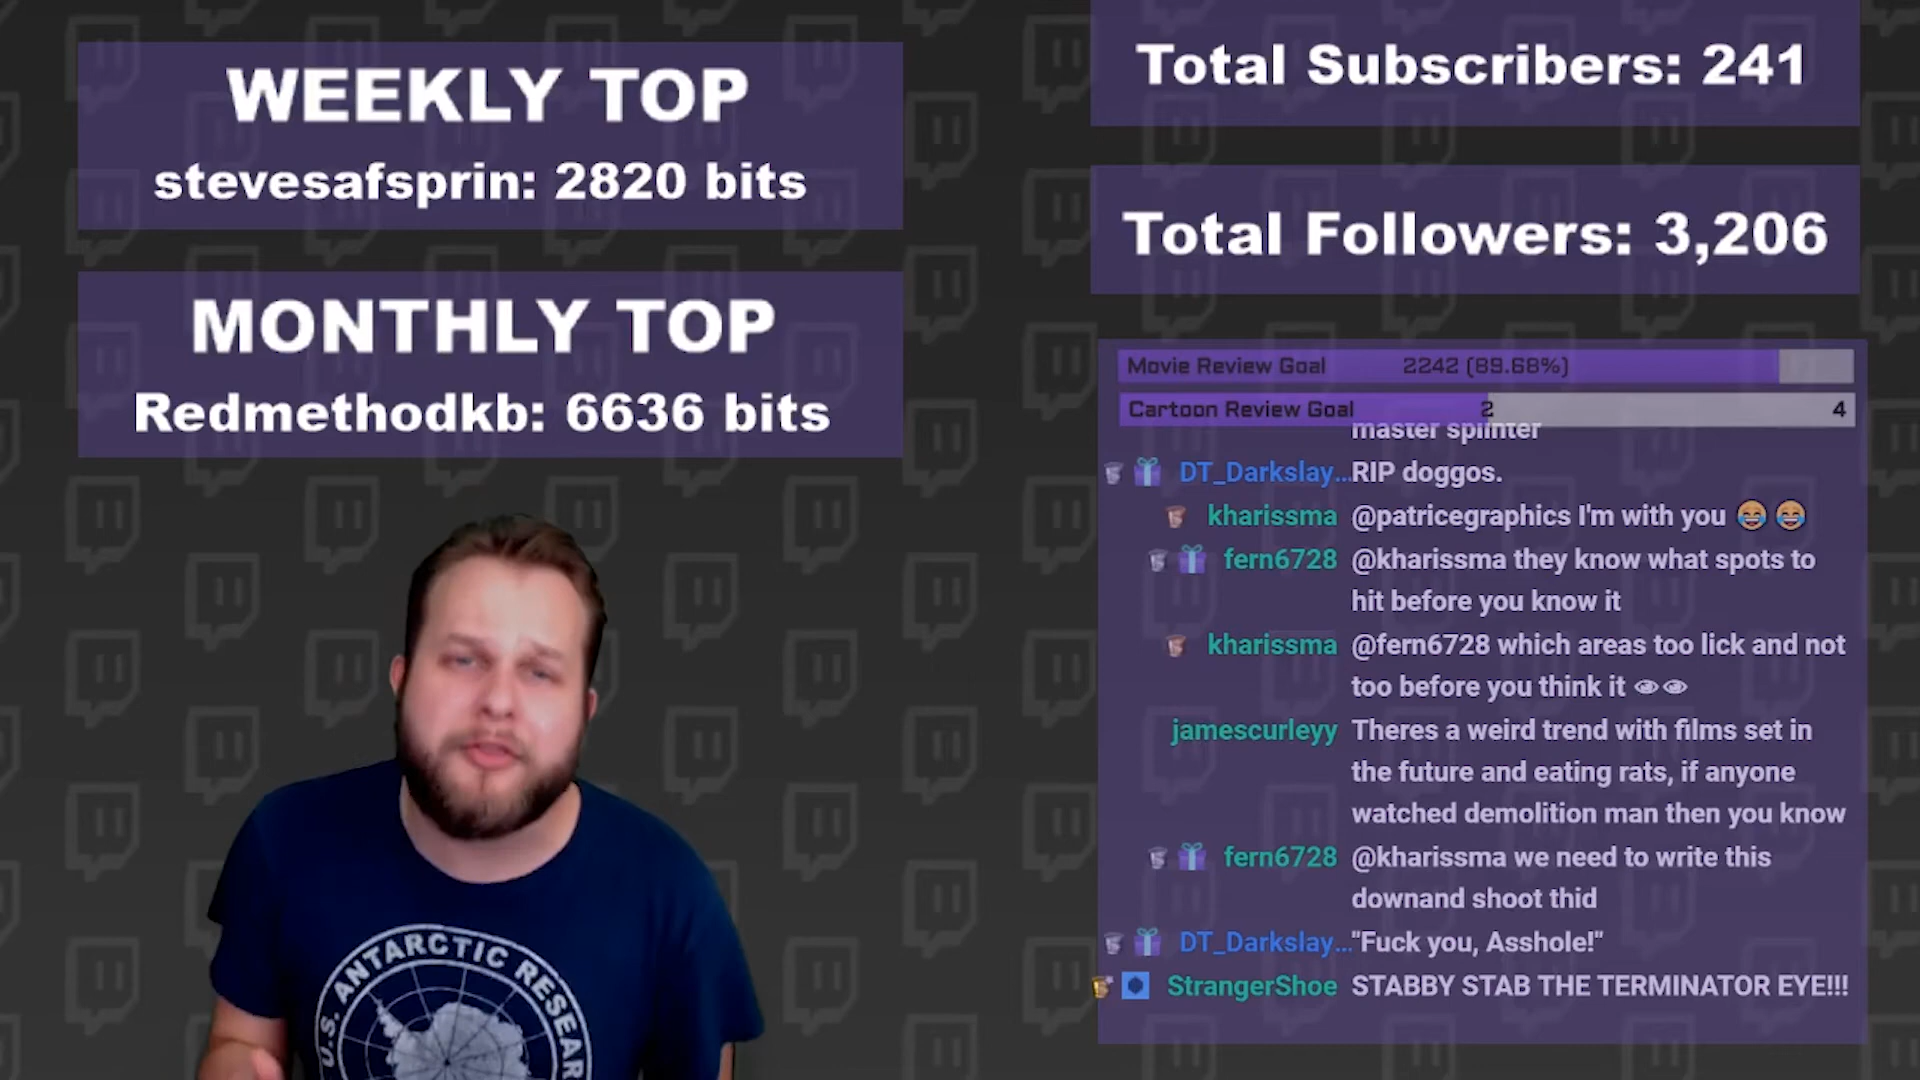 WEEKLY TOP
stevesafsprin: 2820 bits
MONTHLY TOP
Redmethodkb: 6636 bits
Total Subscribers: 241
Total Followers: 3,206
Movie Review Goal 2242 (89.68%)
Cartoon Review Goal 2 4
master splinter
DT_Darkslay... RIP doggos.
kharissma @patricegraphics I'm with you 😂 😂
fern6728 @kharissma they know what spots to
hit before you know it
kharissma @fern6728 which areas too lick and not
too before you think it 👁👁
jamescurleyy Theres a weird trend with films set in
the future and eating rats, if anyone
watched demolition man then you know
fern6728 @kharissma we need to write this
downand shoot thid
DT_Darkslay... "Fuck you, Asshole!"
StrangerShoe STABBY STAB THE TERMINATOR EYE!!!
U.S. ANTARCTIC RESEAR